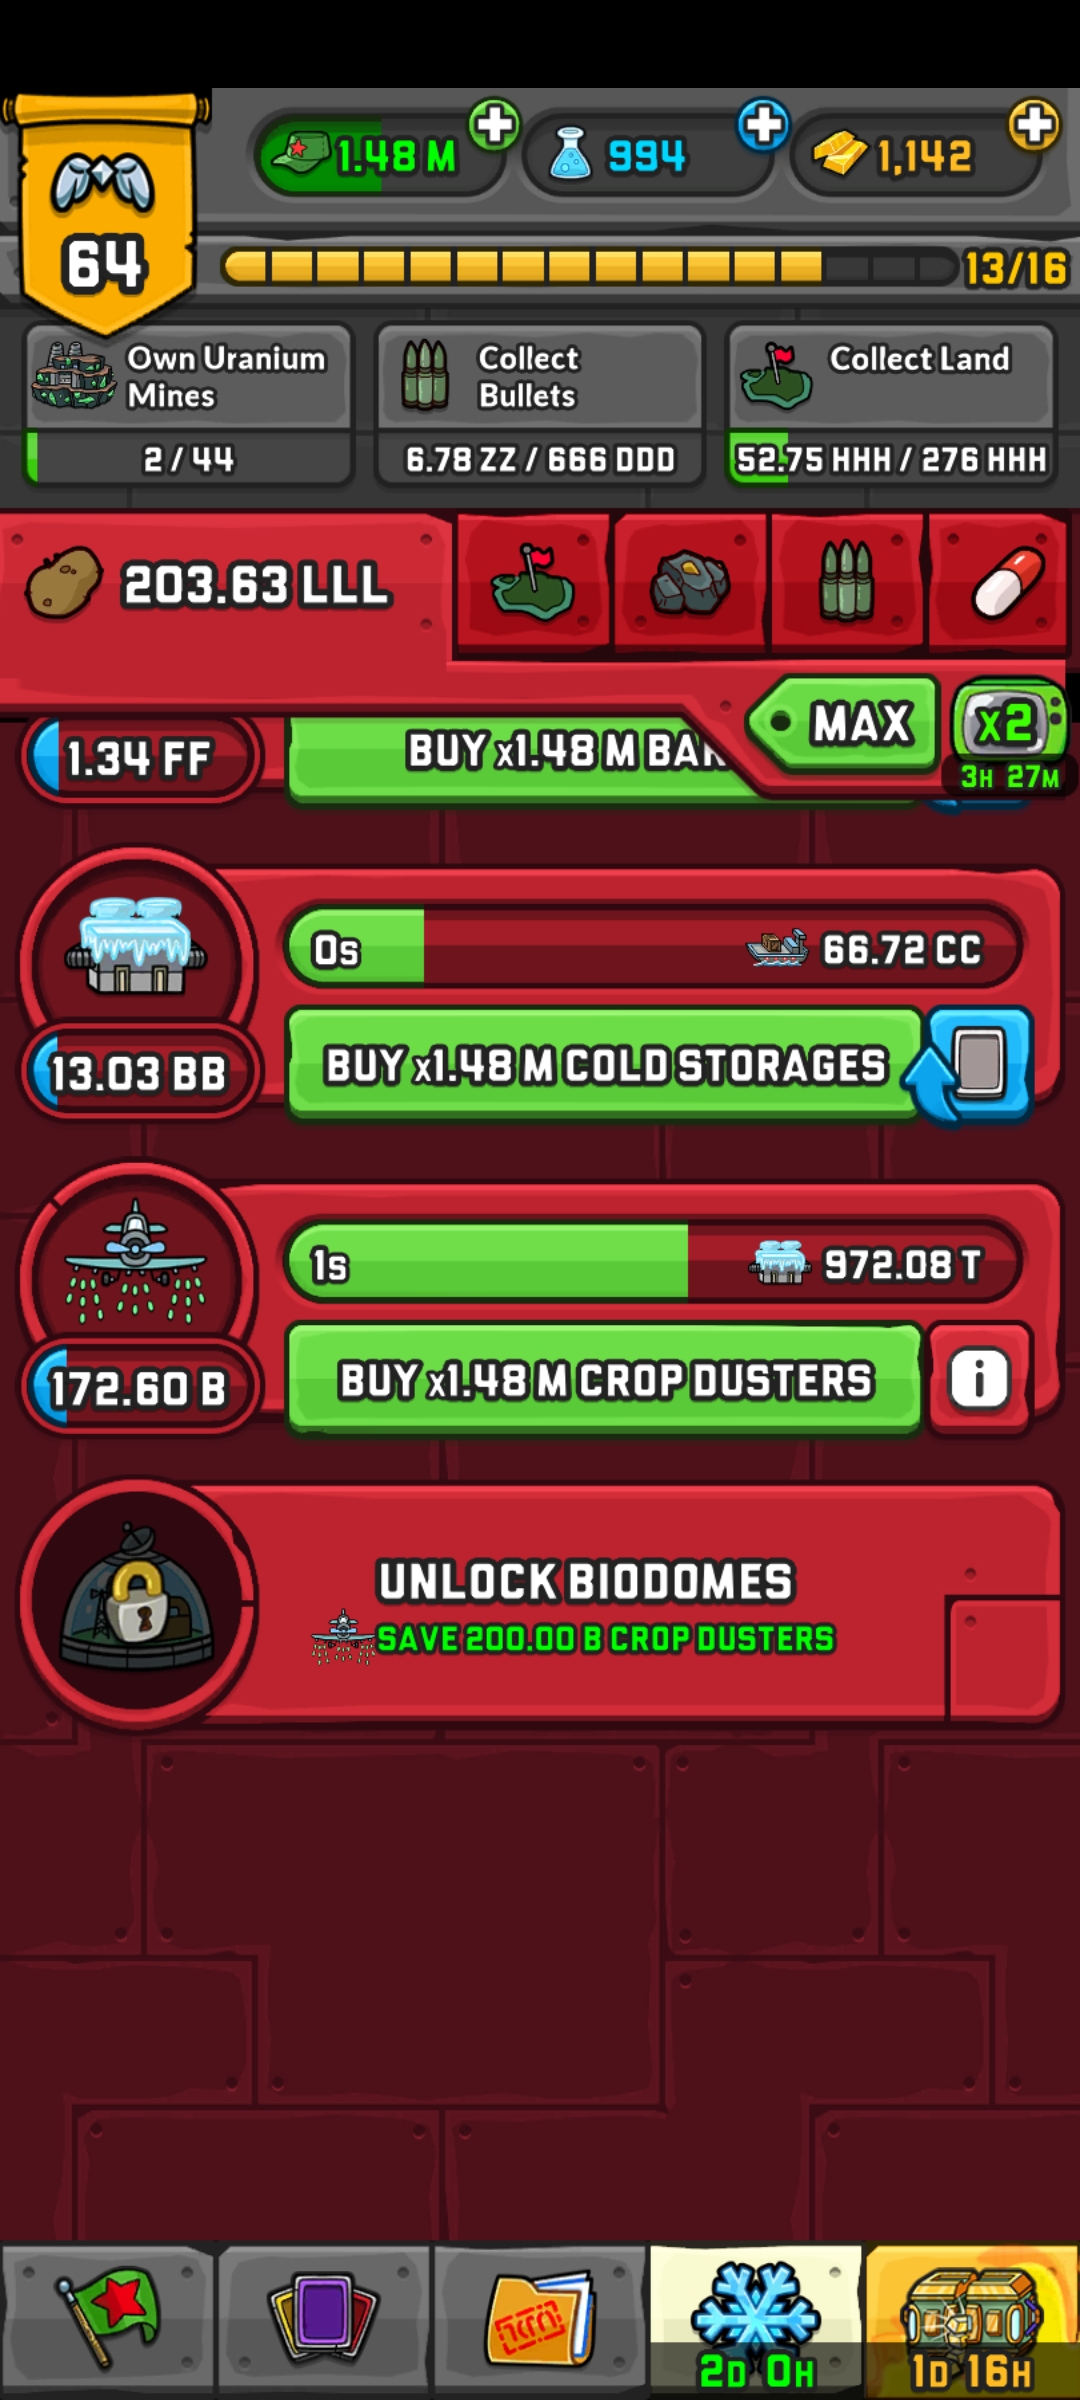 64
1.48 M
994
1,142
13/16
Own Uranium
Mines
2 / 44
Collect
Bullets
6.78 ZZ / 666 DDD
Collect Land
52.75 HHH / 276 HHH
203.63 LLL
MAX
x2
3H 27M
1.34 FF
BUY x1.48 M BAR
0s
66.72 CC
13.03 BB
BUY x1.48 M COLD STORAGES
1s
972.08 T
172.60 B
BUY x1.48 M CROP DUSTERS
i
UNLOCK BIODOMES
SAVE 200.00 B CROP DUSTERS
2D 0H
1D 16H